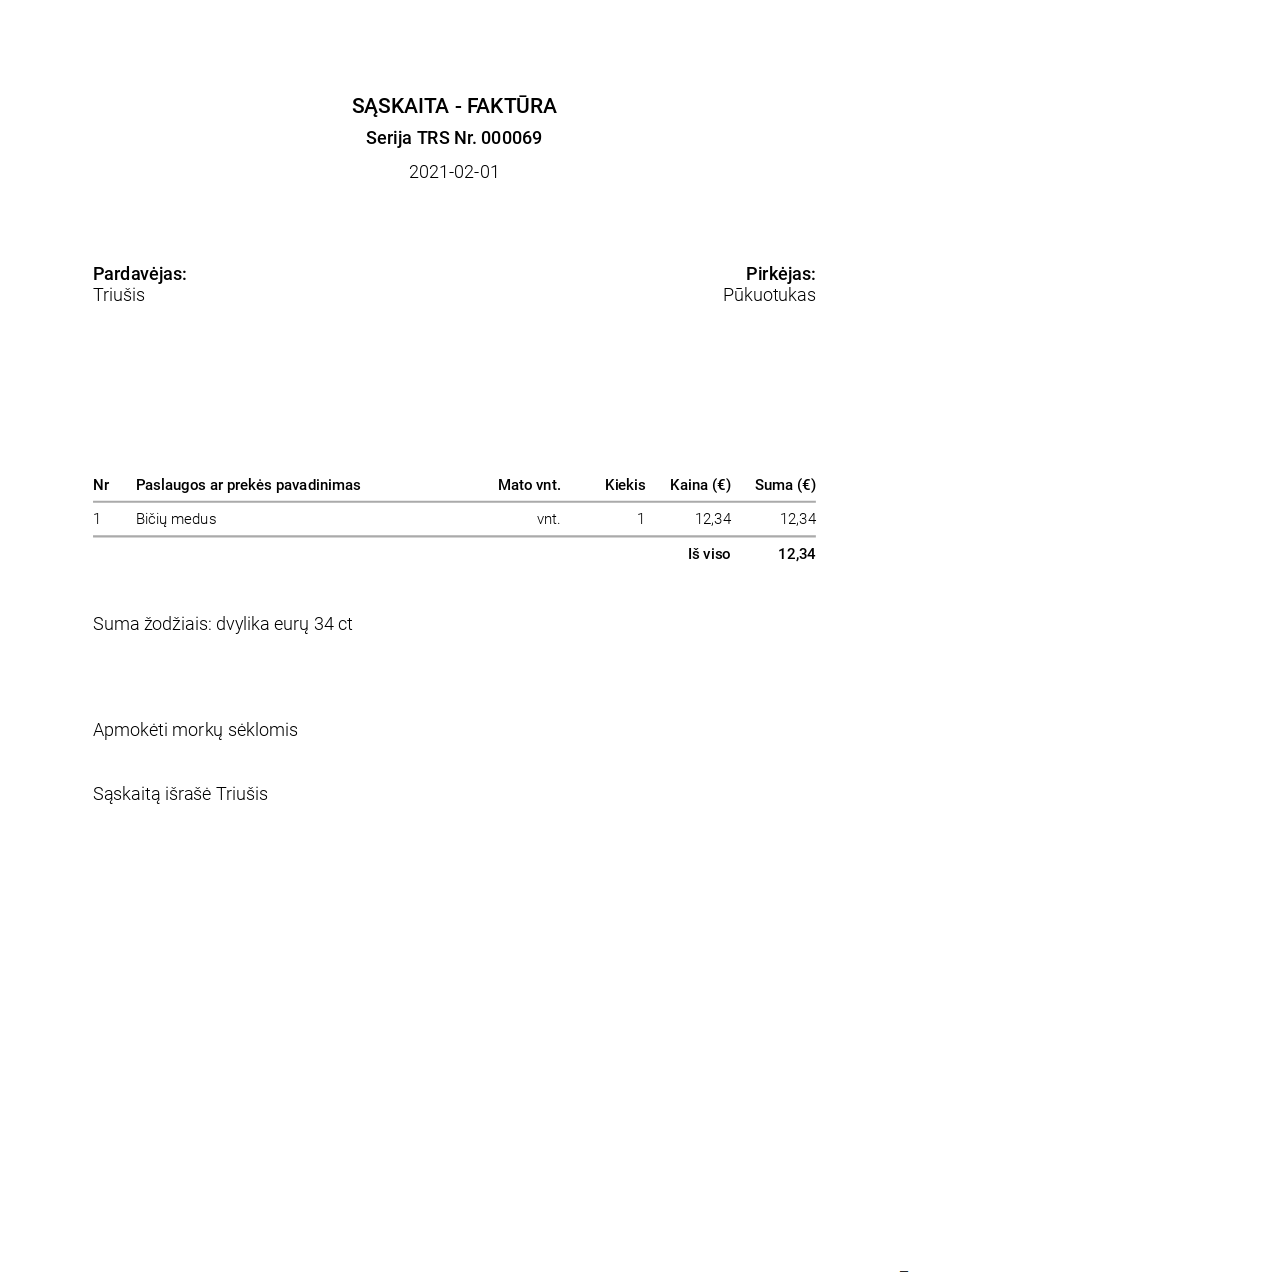 SĄSKAITA - FAKTŪRA
Serija TRS Nr. 000069
2021-02-01
Pardavėjas: Pirkėjas:
Triušis Pūkuotukas
Nr Paslaugos ar prekės pavadinimas Mato vnt. Kiekis Kaina (€) Suma (€)
1 Bičių medus vnt. 1 12,34 12,34
Iš viso 12,34
Suma žodžiais: dvylika eurų 34 ct
Apmokėti morkų sėklomis
Sąskaitą išrašė Triušis